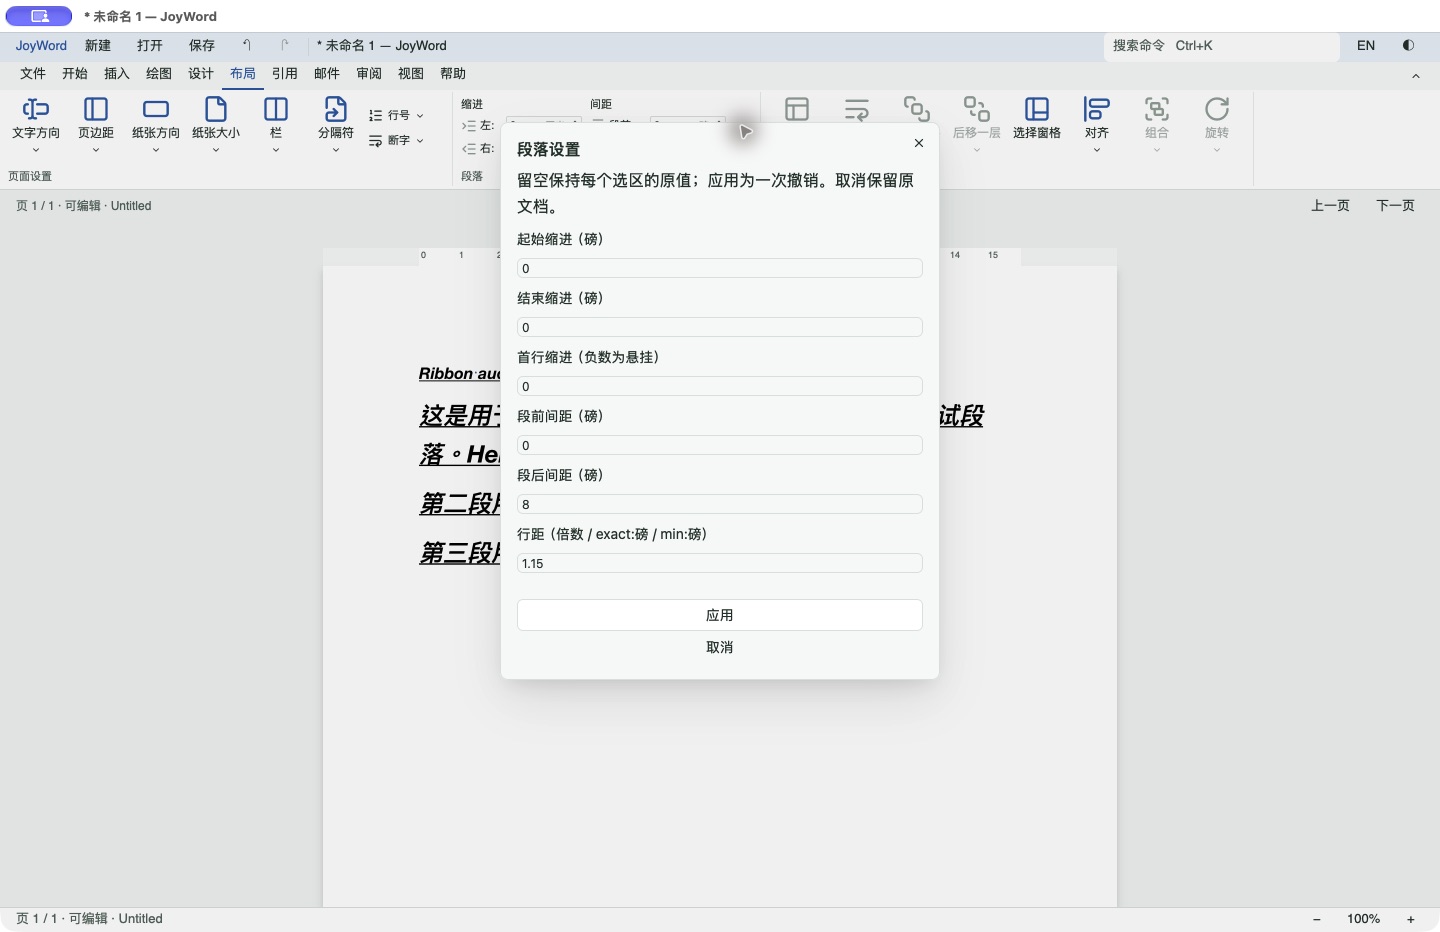 * 未命名 1 — JoyWord
JoyWord 新建 打开 保存 * 未命名 1 — JoyWord 搜索命令 Ctrl+K EN
文件 开始 插入 绘图 设计 布局 引用 邮件 审阅 视图 帮助
文字方向 页边距 纸张方向 纸张大小 栏 分隔符 行号 断字
页面设置
缩进 间距
左:
右:
段落
后移一层 选择窗格 对齐 组合 旋转
页 1 / 1 · 可编辑 · Untitled 上一页 下一页
0 1 2 14 15
段落设置
留空保持每个选区的原值；应用为一次撤销。取消保留原
文档。
起始缩进（磅）
0
结束缩进（磅）
0
首行缩进（负数为悬挂）
0
段前间距（磅）
0
段后间距（磅）
8
行距（倍数 / exact:磅 / min:磅）
1.15
应用
取消
Ribbon
这是用 试段
落。
第二段
第三段
页 1 / 1 · 可编辑 · Untitled − 100% +